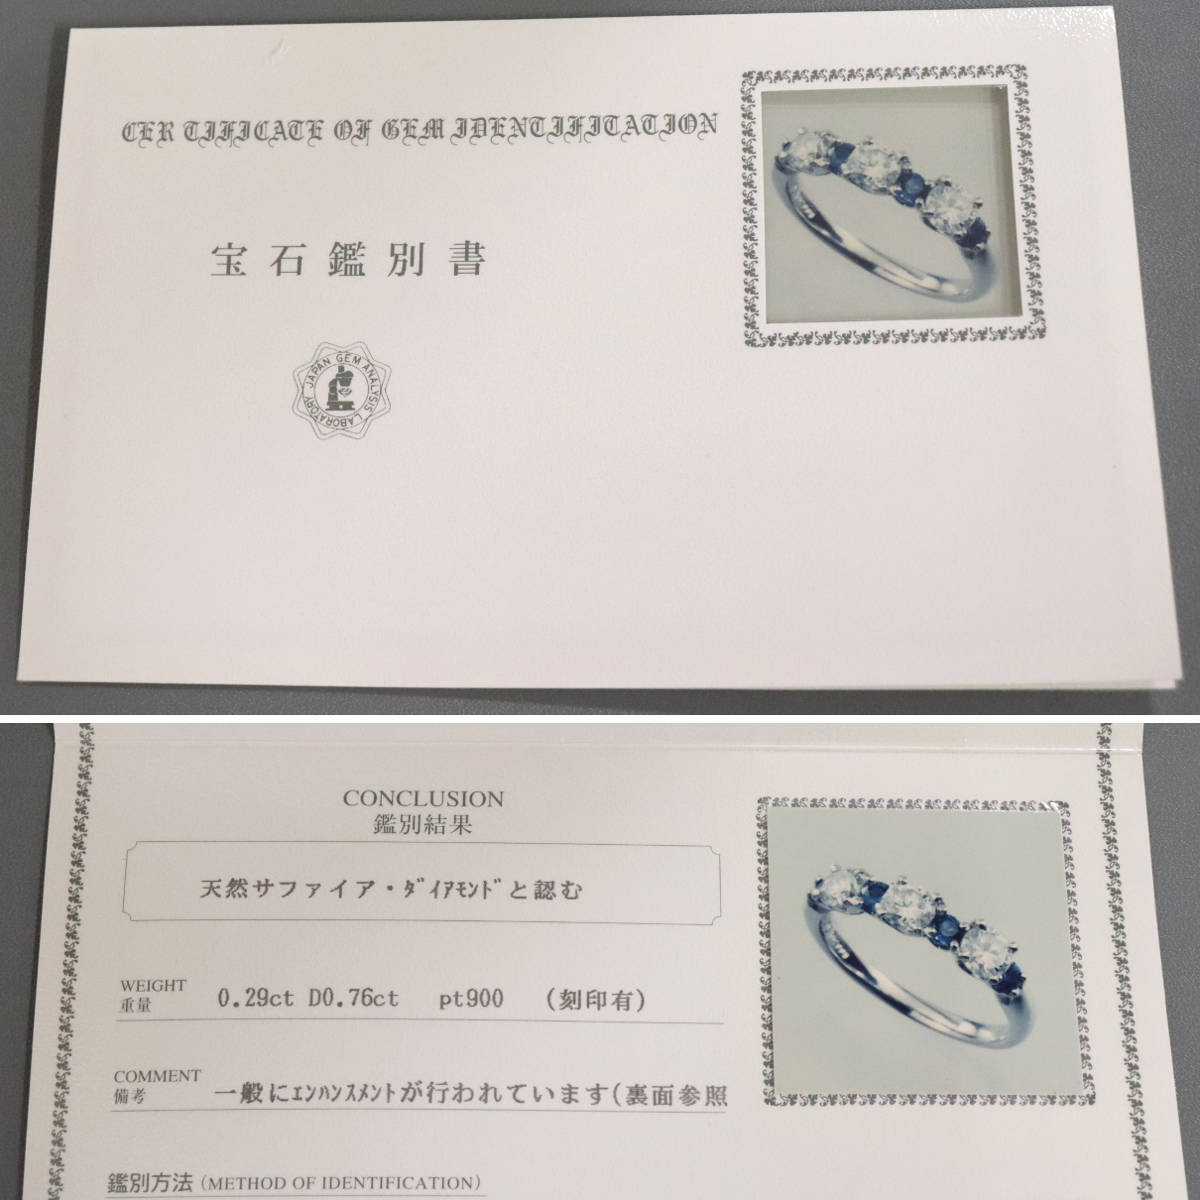 CERTIFICATE OF GEM IDENTIFITATION
宝石鑑別書
JAPAN GEM ANALYSIS LABORATORY
CONCLUSION
鑑別結果
天然サファイア・ﾀﾞｲｱﾓﾝﾄﾞと認む
WEIGHT
重量 0.29ct D0.76ct pt900 (刻印有)
COMMENT
備考 一般にｴﾝﾊﾝｽﾒﾝﾄが行われています(裏面参照
鑑別方法 (METHOD OF IDENTIFICATION)